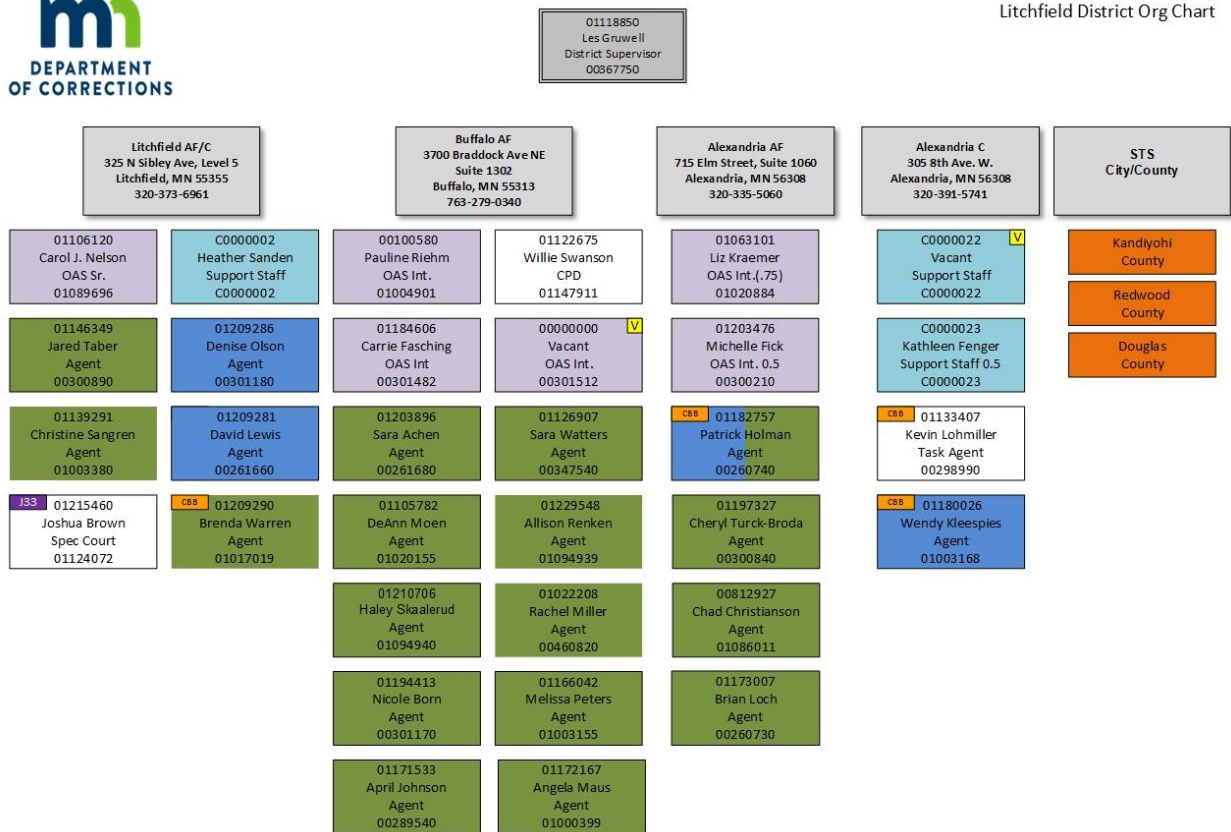 mn
DEPARTMENT
OF CORRECTIONS
01118850
Les Gruwell
District Supervisor
00367750
Litchfield District Org Chart
Litchfield AF/C
325 N Sibley Ave, Level 5
Litchfield, MN 55355
320-373-6961
Buffalo AF
3700 Braddock Ave NE
Suite 1302
Buffalo, MN 55313
763-279-0340
Alexandria AF
715 Elm Street, Suite 1060
Alexandria, MN 56308
320-335-5060
Alexandria C
305 8th Ave. W.
Alexandria, MN 56308
320-391-5741
STS
City/County
01106120
Carol J. Nelson
OAS Sr.
01089696
C0000002
Heather Sanden
Support Staff
C0000002
00100580
Pauline Riehm
OAS Int.
01004901
01122675
Willie Swanson
CPD
01147911
01063101
Liz Kraemer
OAS Int.(.75)
01020884
C0000022
V
Vacant
Support Staff
C0000022
Kandiyohi
County
Redwood
County
01146349
Jared Taber
Agent
00300890
01209286
Denise Olson
Agent
00301180
01184606
Carrie Fasching
OAS Int
00301482
00000000
V
Vacant
OAS Int.
00301512
01203476
Michelle Fick
OAS Int. 0.5
00300210
C0000023
Kathleen Fenger
Support Staff 0.5
C0000023
Douglas
County
01139291
Christine Sangren
Agent
01003380
01209281
David Lewis
Agent
00261660
01203896
Sara Achen
Agent
00261680
01126907
Sara Watters
Agent
00347540
CBB
01182757
Patrick Holman
Agent
00260740
CBB
01133407
Kevin Lohmiller
Task Agent
00298990
J33
01215460
Joshua Brown
Spec Court
01124072
CBB
01209290
Brenda Warren
Agent
01017019
01105782
DeAnn Moen
Agent
01020155
01229548
Allison Renken
Agent
01094939
01197327
Cheryl Turck-Broda
Agent
00300840
CBB
01180026
Wendy Kleespies
Agent
01003168
01210706
Haley Skaalerud
Agent
01094940
01022208
Rachel Miller
Agent
00460820
00812927
Chad Christianson
Agent
01086011
01194413
Nicole Born
Agent
00301170
01166042
Melissa Peters
Agent
01003155
01173007
Brian Loch
Agent
00260730
01171533
April Johnson
Agent
00289540
01172167
Angela Maus
Agent
01000399